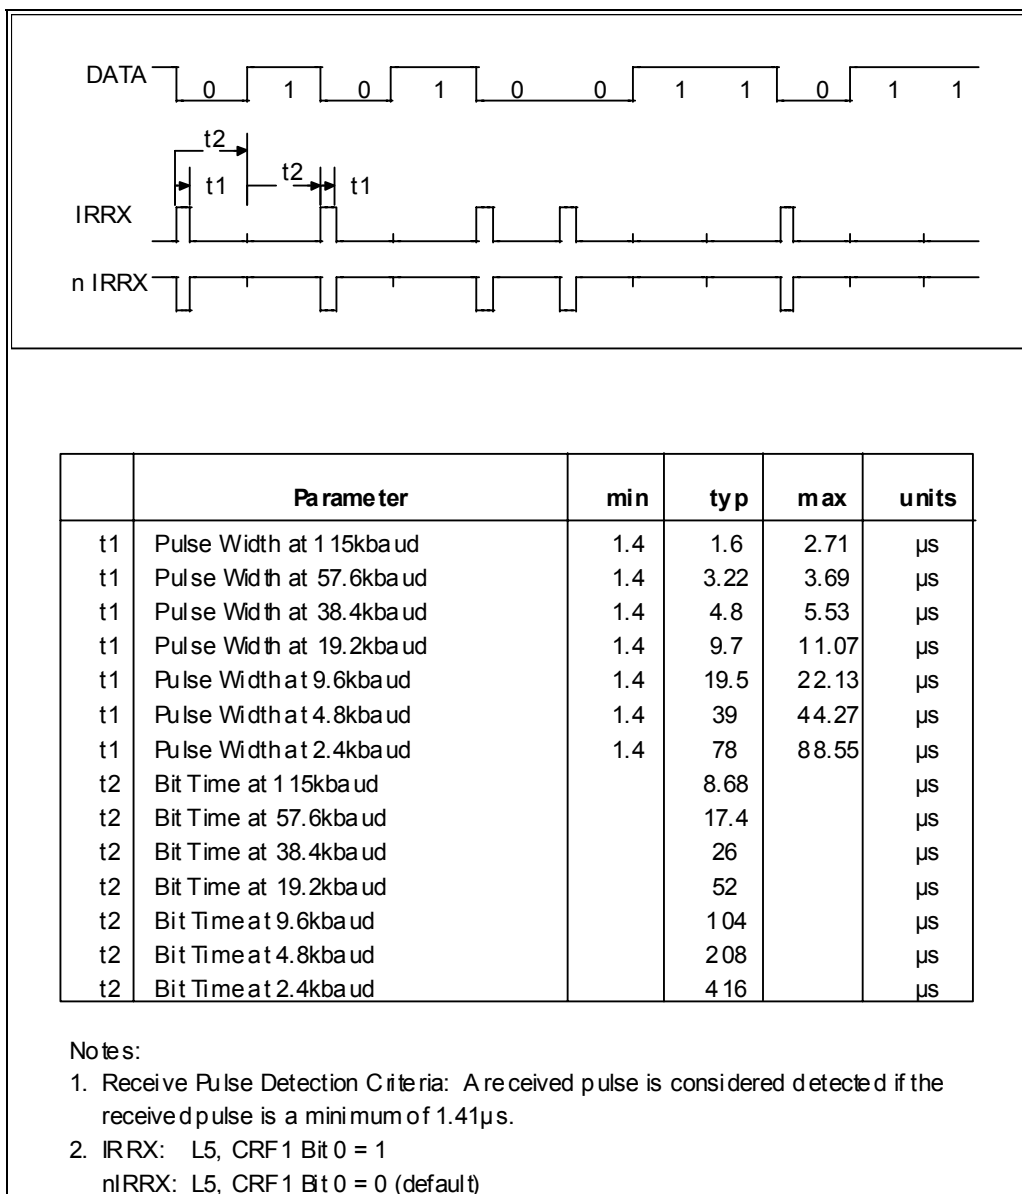 DATA
0 1 0 1 0 0 1 1 0 1 1
t2
t1 t2 t1
IRRX
n IRRX
Parameter min typ max units
t1 Pulse Width at 115kbaud 1.4 1.6 2.71 µs
t1 Pulse Width at 57.6kbaud 1.4 3.22 3.69 µs
t1 Pulse Width at 38.4kbaud 1.4 4.8 5.53 µs
t1 Pulse Width at 19.2kbaud 1.4 9.7 11.07 µs
t1 Pulse Width at 9.6kbaud 1.4 19.5 22.13 µs
t1 Pulse Width at 4.8kbaud 1.4 39 44.27 µs
t1 Pulse Width at 2.4kbaud 1.4 78 88.55 µs
t2 Bit Time at 115kbaud 8.68 µs
t2 Bit Time at 57.6kbaud 17.4 µs
t2 Bit Time at 38.4kbaud 26 µs
t2 Bit Time at 19.2kbaud 52 µs
t2 Bit Time at 9.6kbaud 104 µs
t2 Bit Time at 4.8kbaud 208 µs
t2 Bit Time at 2.4kbaud 416 µs
Notes:
1. Receive Pulse Detection Criteria: A received pulse is considered detected if the
received pulse is a minimum of 1.41µs.
2. IRRX: L5, CRF1 Bit 0 = 1
nIRRX: L5, CRF1 Bit 0 = 0 (default)